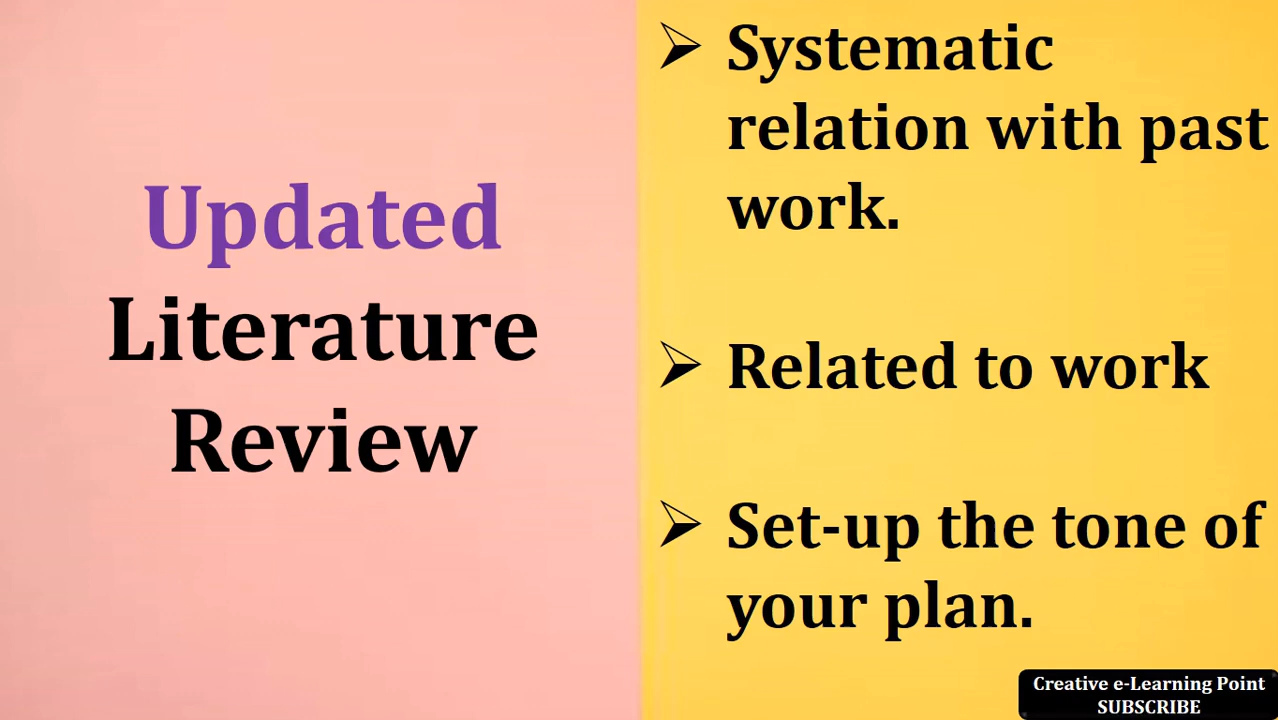 Updated
Literature
Review
➢ Systematic
relation with past
work.
➢ Related to work
➢ Set-up the tone of
your plan.
Creative e-Learning Point
SUBSCRIBE